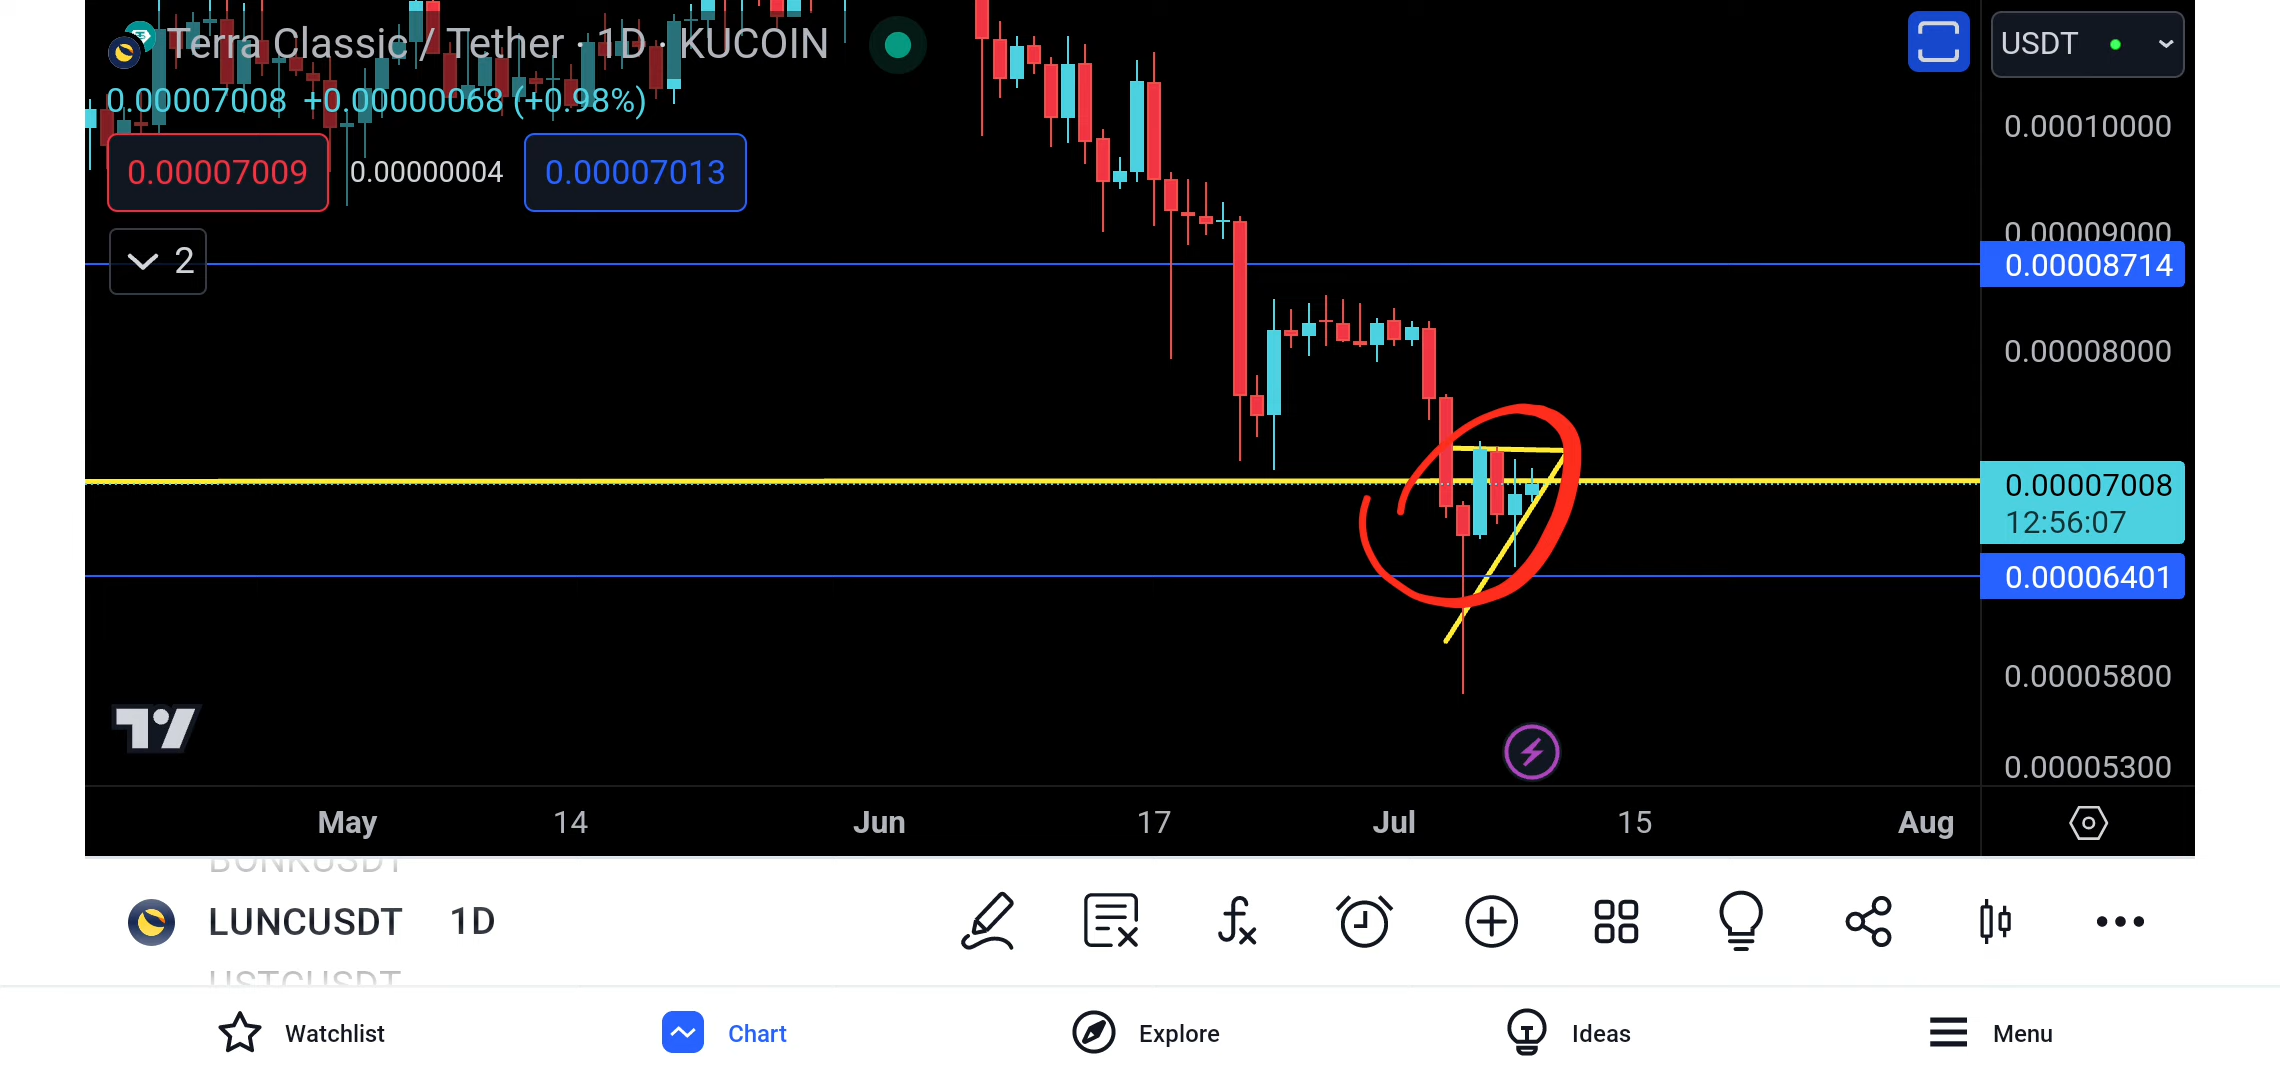 Terra Classic / Tether · 1D · KUCOIN
USDT
0.00007008 +0.00000068 (+0.98%)
0.00007009 0.00000004 0.00007013
2
0.00010000
0.00009000
0.00008714
0.00008000
0.00007008
12:56:07
0.00006401
0.00005800
0.00005300
May 14 Jun 17 Jul 15 Aug
BONKUSDT
LUNCUSDT 1D
USTCUSDT
Watchlist Chart Explore Ideas Menu